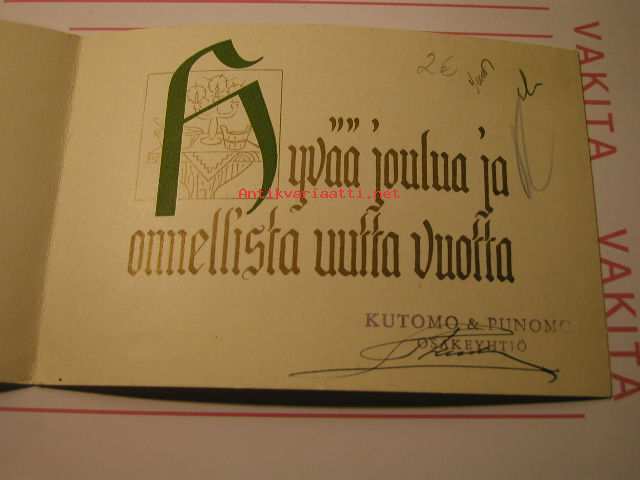 2€
Hyvää joulua ja
Antikvariaatti.net
onnellista uutta vuotta
KUTOMO & PUNOMO
OSAKEYHTIÖ
VAKITA
VAKITA